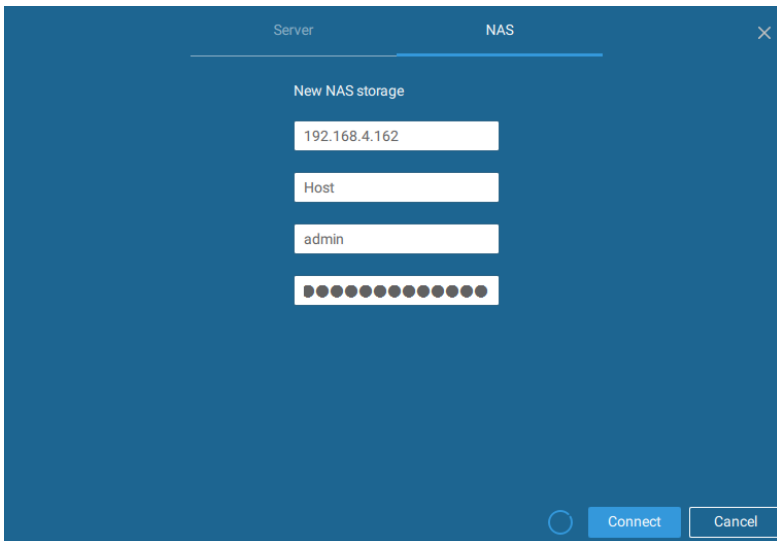 Server
NAS
New NAS storage
192.168.4.162
Host
admin
Connect
Cancel